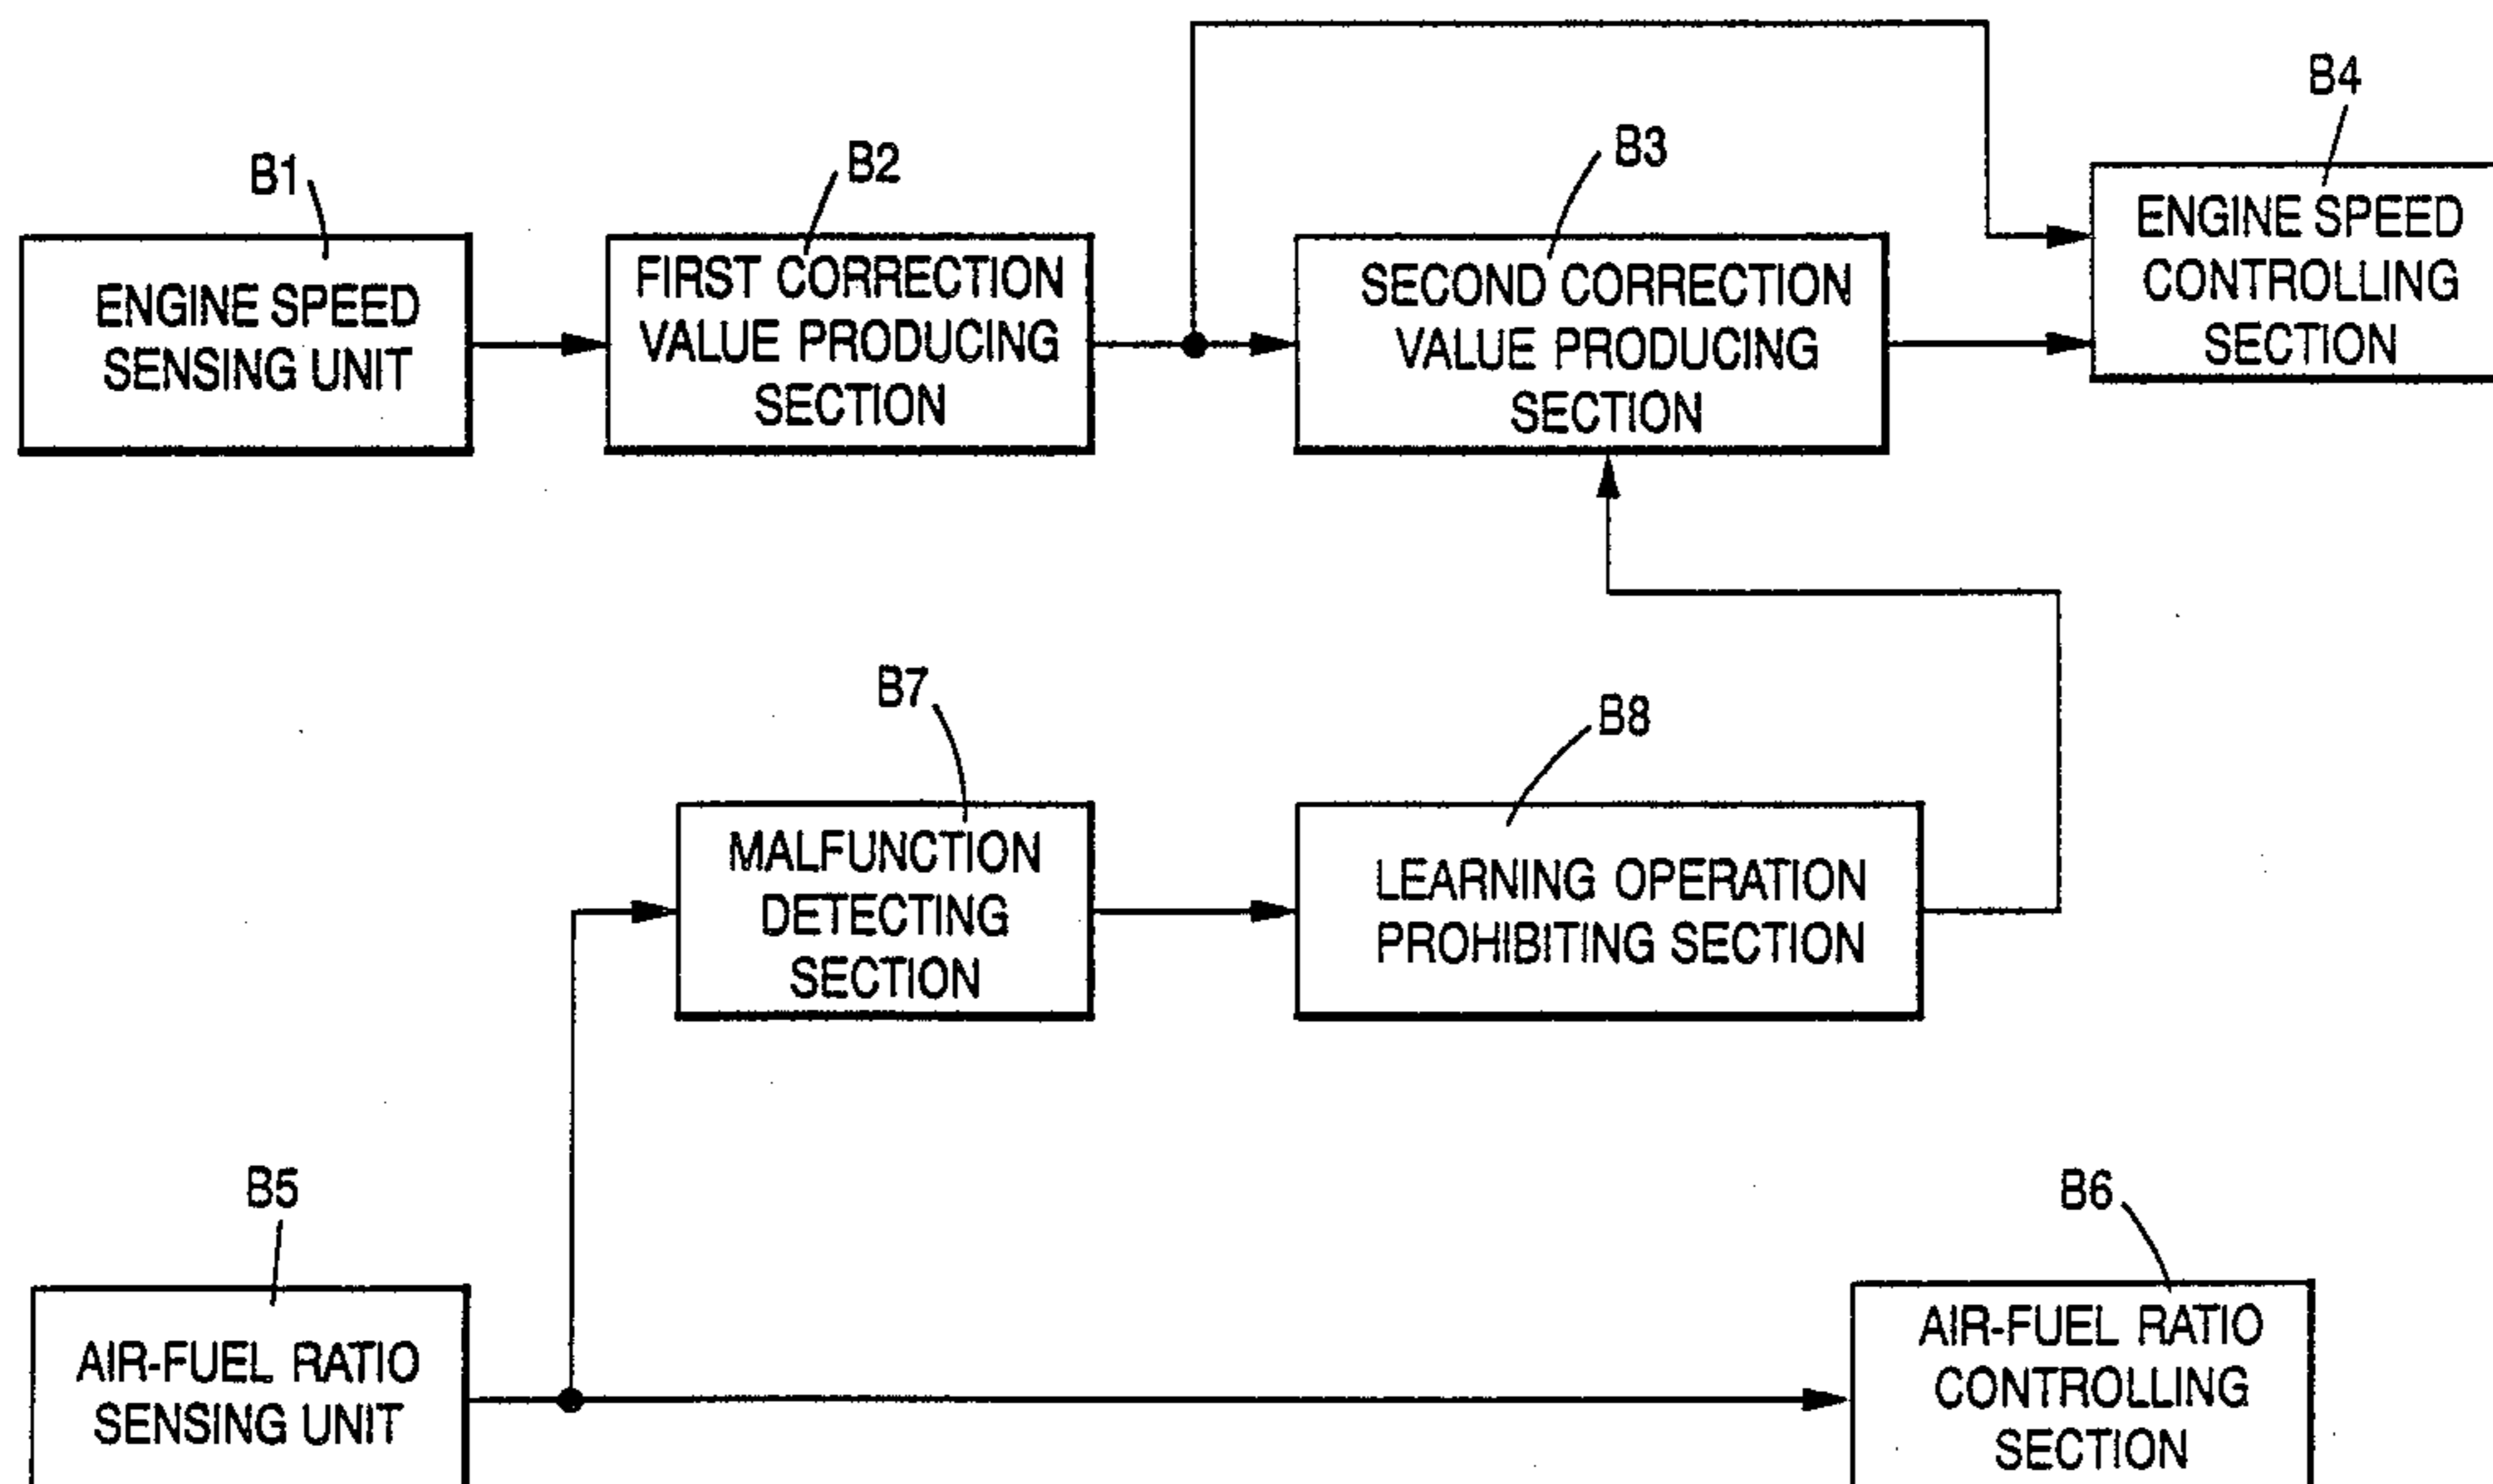 B1
ENGINE SPEED
SENSING UNIT
B2
FIRST CORRECTION
VALUE PRODUCING
SECTION
B3
SECOND CORRECTION
VALUE PRODUCING
SECTION
B4
ENGINE SPEED
CONTROLLING
SECTION
B7
MALFUNCTION
DETECTING
SECTION
B8
LEARNING OPERATION
PROHIBITING SECTION
B5
AIR-FUEL RATIO
SENSING UNIT
B6
AIR-FUEL RATIO
CONTROLLING
SECTION